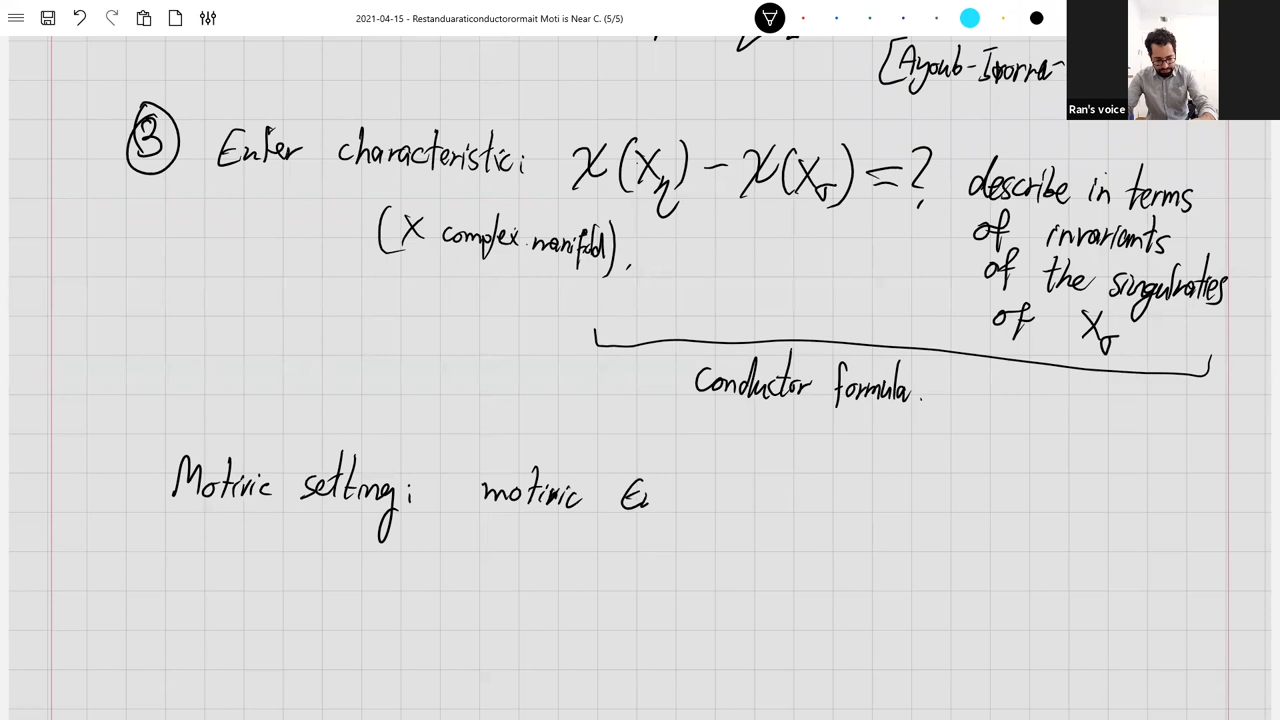 2021-04-15 - Restanduaraticonductorormait Moti is Near C. (5/5)
Ran's voice
[Ayoub-Ivorra-
③ Euler characteristic: χ(X_η) - χ(X_σ) = ? describe in terms
of invariants
(X complex manifold).
of the singularities
of X_σ
Conductor formula.
Motivic setting: motivic Eu